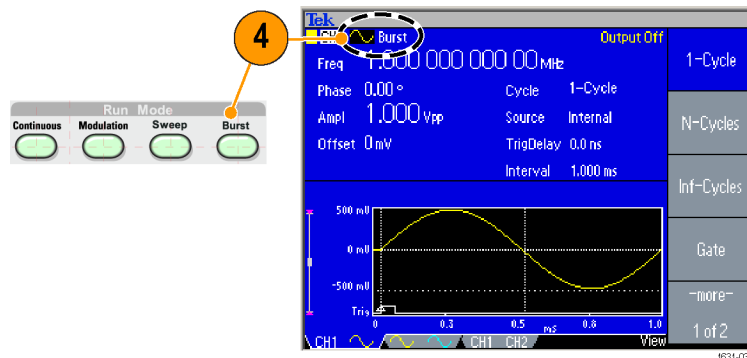 4
Run Mode
Continuous Modulation Sweep Burst
Tek
Burst
Output Off
Freq 1.000 000 000 00 MHz
Phase 0.00 °
Cycle 1-Cycle
Ampl 1.000 Vpp
Source Internal
Offset 0 mV
TrigDelay 0.0 ns
Interval 1.000 ms
1-Cycle
N-Cycles
Inf-Cycles
Gate
-more-
1 of 2
500 mU
0 mU
-500 mU
Trig
0 0.3 0.5 ms 0.8 1.0
CH1 CH1 CH2 View